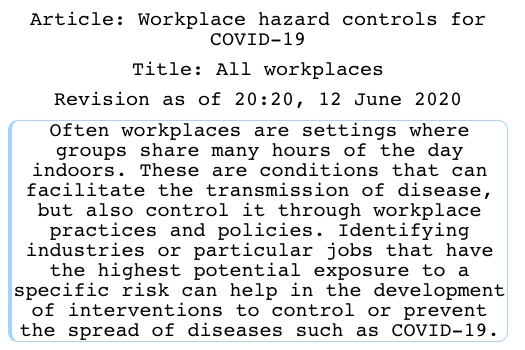 Article: Workplace hazard controls for
COVID-19
Title: All workplaces
Revision as of 20:20, 12 June 2020
Often workplaces are settings where
groups share many hours of the day
indoors. These are conditions that can
facilitate the transmission of disease,
but also control it through workplace
practices and policies. Identifying
industries or particular jobs that have
the highest potential exposure to a
specific risk can help in the development
of interventions to control or prevent
the spread of diseases such as COVID-19.